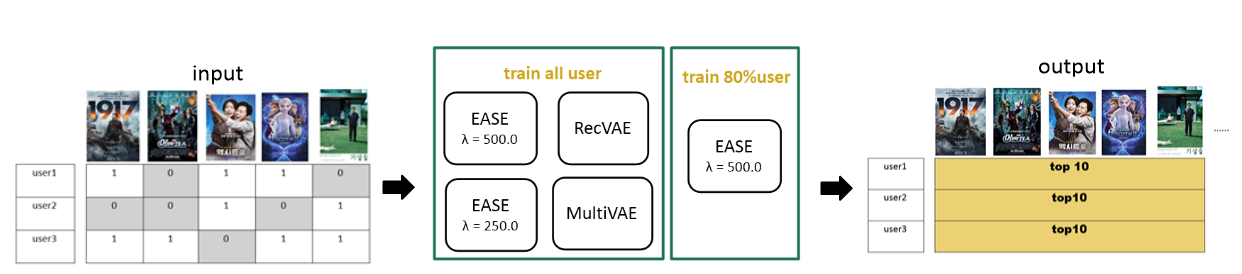 input
1917
user1 1 0 1 1 0
user2 0 0 1 0 1
user3 1 1 0 1 1
train all user
EASE
λ = 500.0
RecVAE
EASE
λ = 250.0
MultiVAE
train 80%user
EASE
λ = 500.0
output
1917
......
user1 top 10
user2 top10
user3 top10